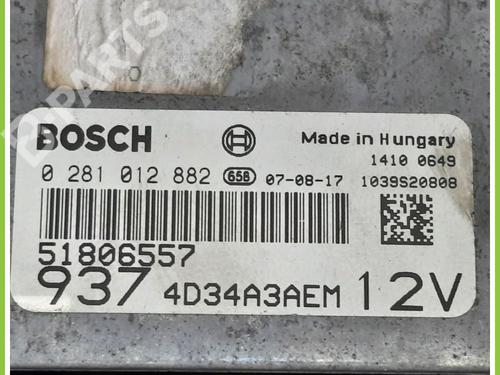 B-PARTS
BOSCH
Made in Hungary
1410 0649
0 281 012 882 658 07-08-17 1039S20808
51806557
937 4D34A3AEM 12V